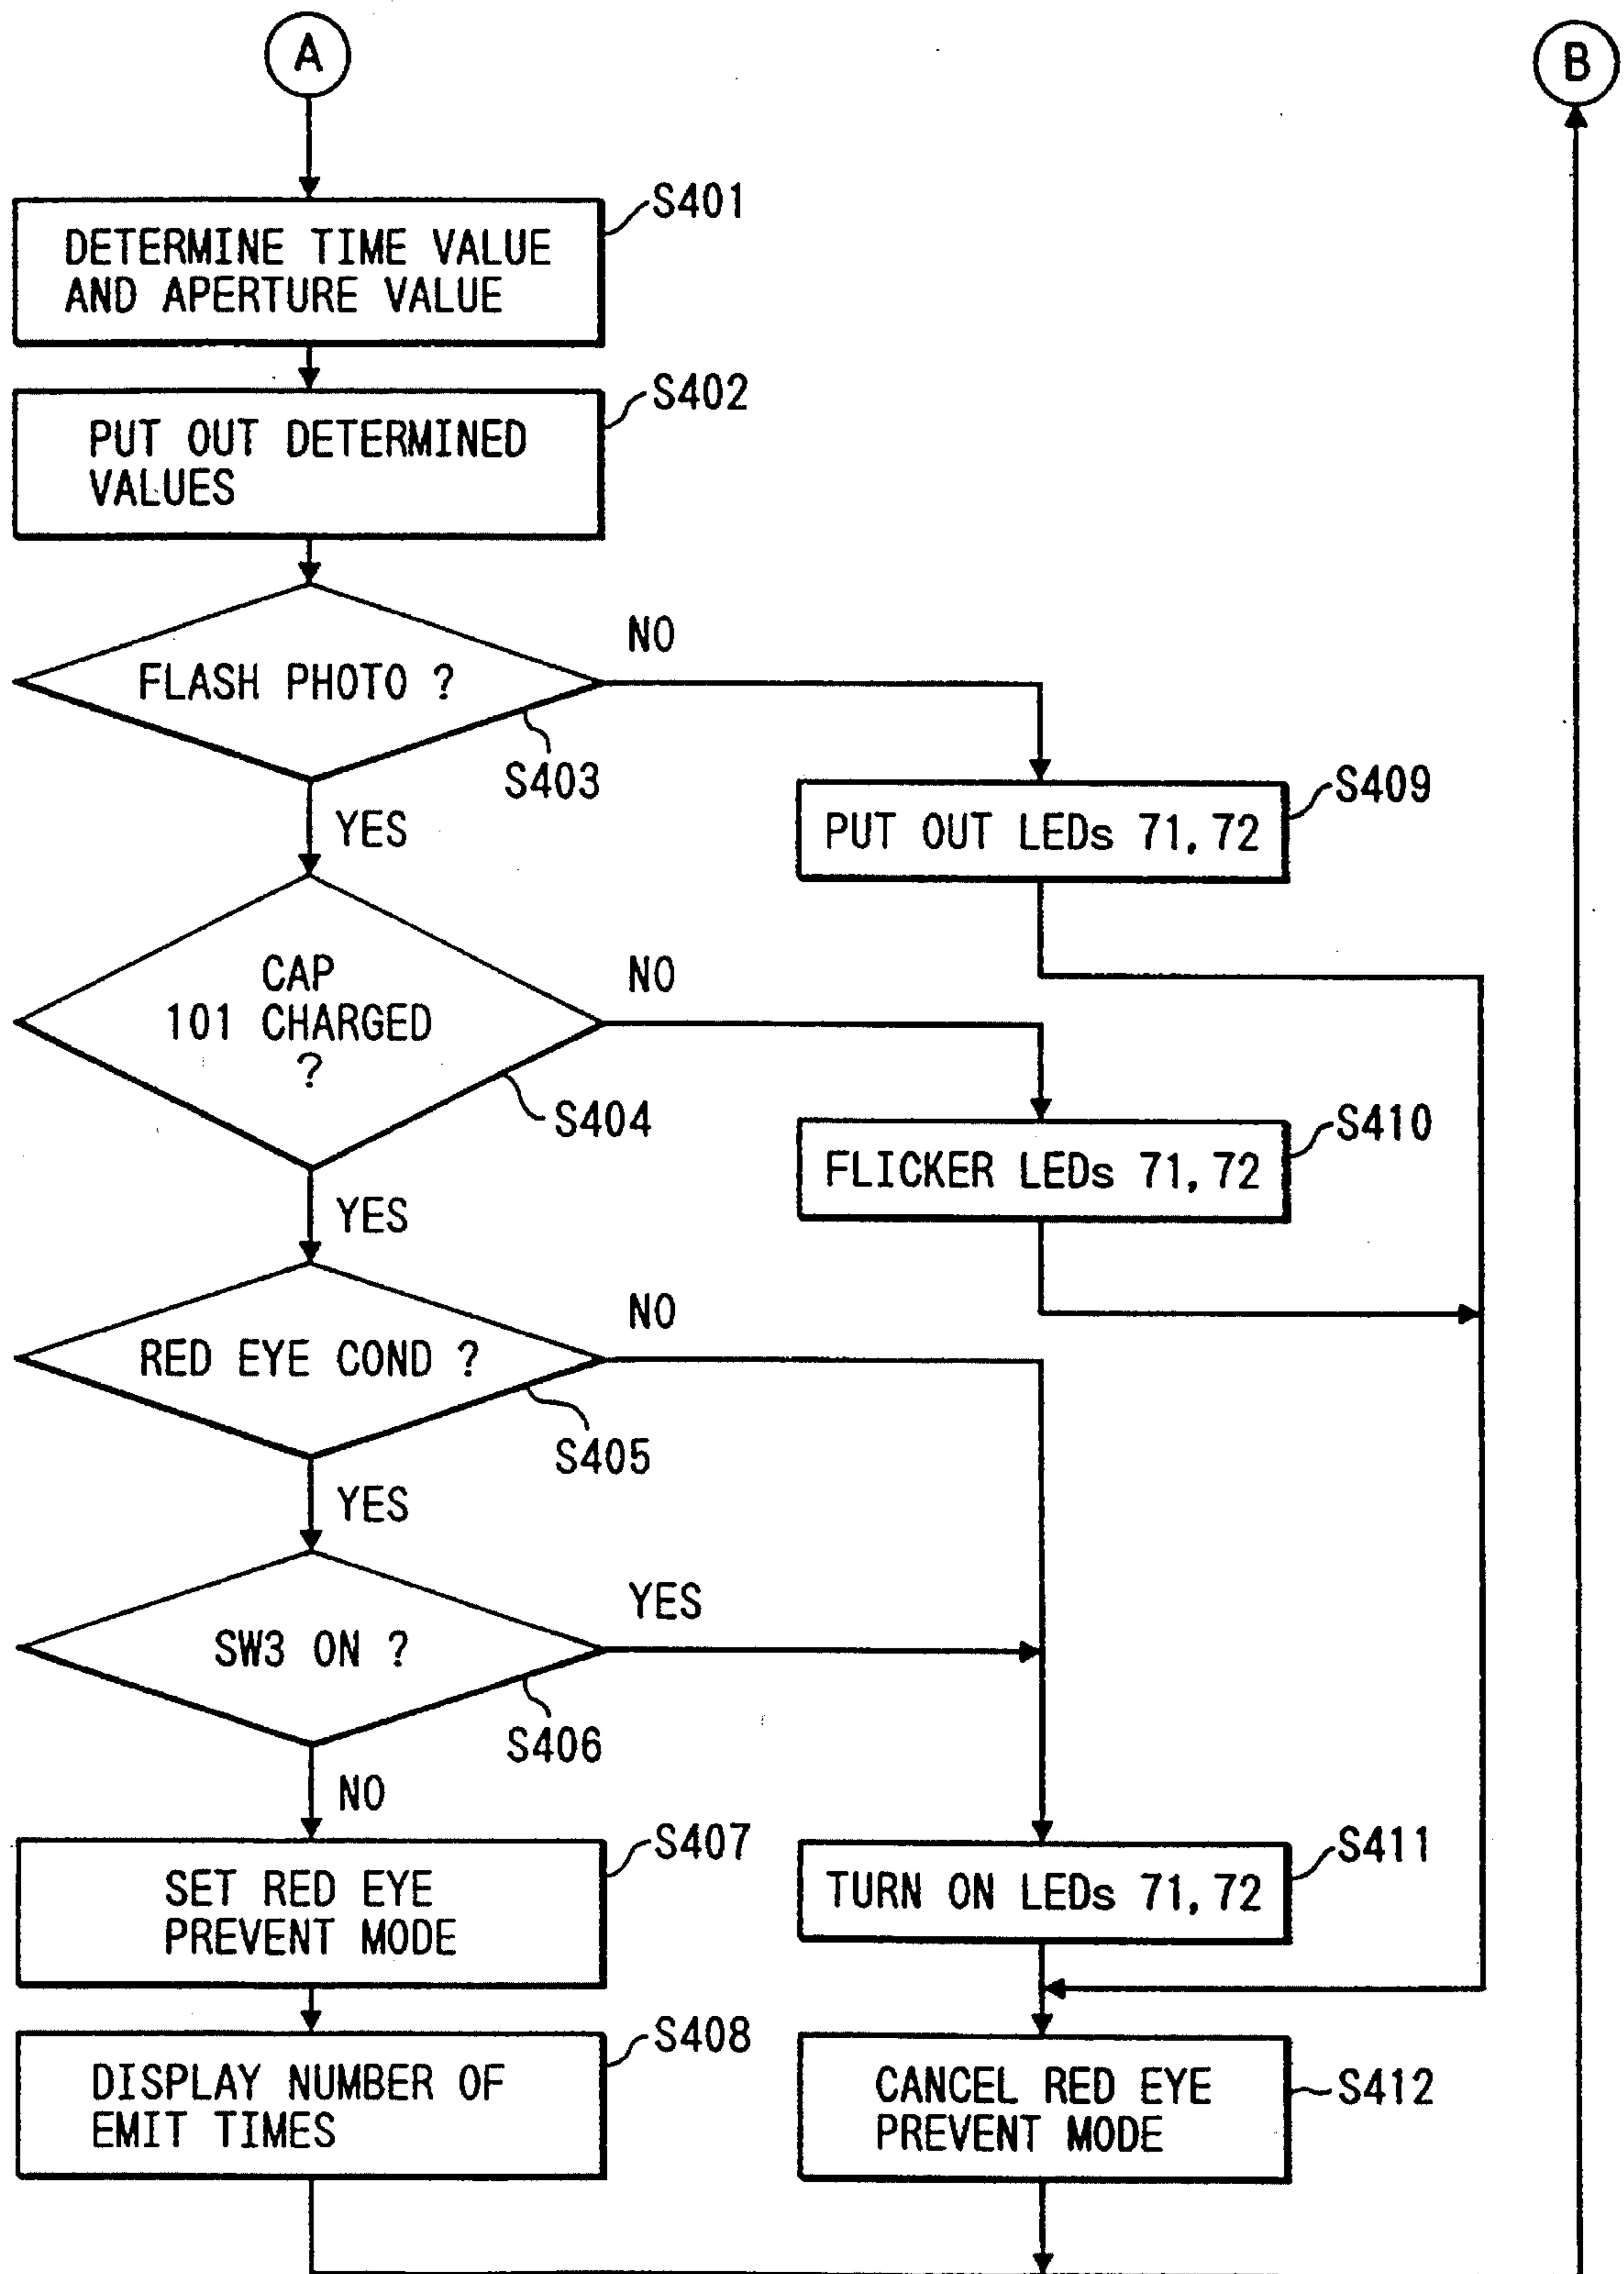 A
B
S401
DETERMINE TIME VALUE
AND APERTURE VALUE
S402
PUT OUT DETERMINED
VALUES
NO
FLASH PHOTO ?
S403
YES
S409
PUT OUT LEDs 71, 72
CAP
101 CHARGED
?
NO
S404
S410
FLICKER LEDs 71, 72
YES
NO
RED EYE COND ?
S405
YES
YES
SW3 ON ?
S406
NO
S407
SET RED EYE
PREVENT MODE
S411
TURN ON LEDs 71, 72
S408
DISPLAY NUMBER OF
EMIT TIMES
S412
CANCEL RED EYE
PREVENT MODE